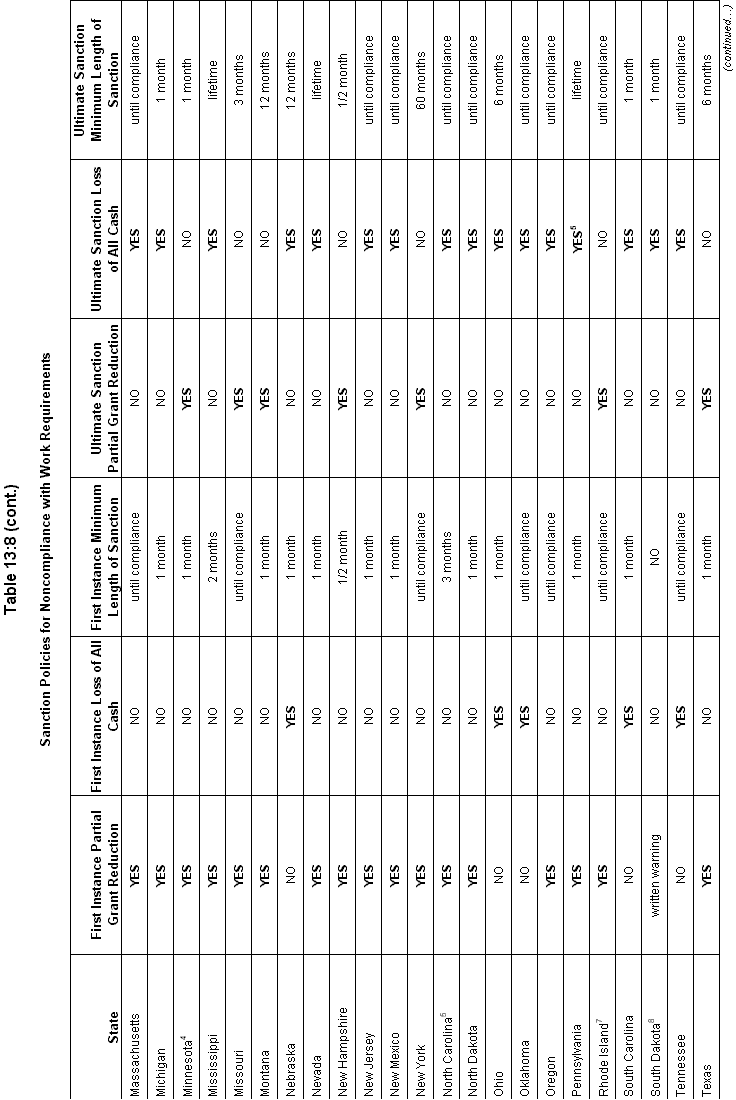 Table 13:8 (cont.)
Sanction Policies for Noncompliance with Work Requirements
State | First Instance Partial Grant Reduction | First Instance Loss of All Cash | First Instance Minimum Length of Sanction | Ultimate Sanction Partial Grant Reduction | Ultimate Sanction Loss of All Cash | Ultimate Sanction Minimum Length of Sanction
Massachusetts | YES | NO | until compliance | NO | YES | until compliance
Michigan | YES | NO | 1 month | NO | YES | 1 month
Minnesota⁴ | YES | NO | 1 month | YES | NO | 1 month
Mississippi | YES | NO | 2 months | NO | YES | lifetime
Missouri | YES | NO | until compliance | YES | NO | 3 months
Montana | YES | NO | 1 month | YES | NO | 12 months
Nebraska | NO | YES | 1 month | NO | YES | 12 months
Nevada | YES | NO | 1 month | NO | YES | lifetime
New Hampshire | YES | NO | 1/2 month | YES | NO | 1/2 month
New Jersey | YES | NO | 1 month | NO | YES | until compliance
New Mexico | YES | NO | 1 month | NO | YES | until compliance
New York | YES | NO | until compliance | YES | NO | 60 months
North Carolina⁵ | YES | NO | 3 months | NO | YES | until compliance
North Dakota | YES | NO | 1 month | NO | YES | until compliance
Ohio | NO | YES | 1 month | NO | YES | 6 months
Oklahoma | NO | YES | until compliance | NO | YES | until compliance
Oregon | YES | NO | until compliance | NO | YES | until compliance
Pennsylvania | YES | NO | 1 month | NO | YES⁶ | lifetime
Rhode Island⁷ | YES | NO | until compliance | YES | NO | until compliance
South Carolina | NO | YES | 1 month | NO | YES | 1 month
South Dakota⁸ | written warning | NO | NO | NO | YES | 1 month
Tennessee | NO | YES | until compliance | NO | YES | until compliance
Texas | YES | NO | 1 month | YES | NO | 6 months
(continued...)